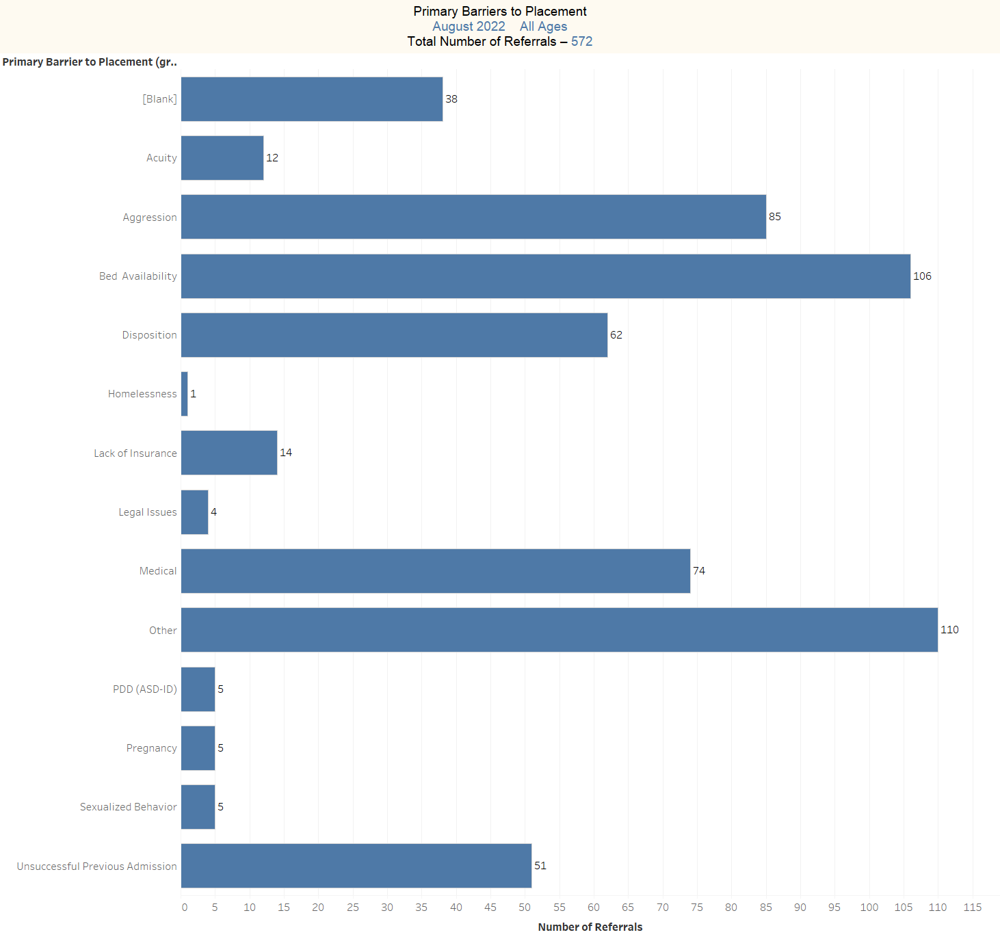 Primary Barriers to Placement
August 2022 All Ages
Total Number of Referrals – 572
Primary Barrier to Placement (gr..
[Blank] 38
Acuity 12
Aggression 85
Bed Availability 106
Disposition 62
Homelessness 1
Lack of Insurance 14
Legal Issues 4
Medical 74
Other 110
PDD (ASD-ID) 5
Pregnancy 5
Sexualized Behavior 5
Unsuccessful Previous Admission 51
0 5 10 15 20 25 30 35 40 45 50 55 60 65 70 75 80 85 90 95 100 105 110 115
Number of Referrals